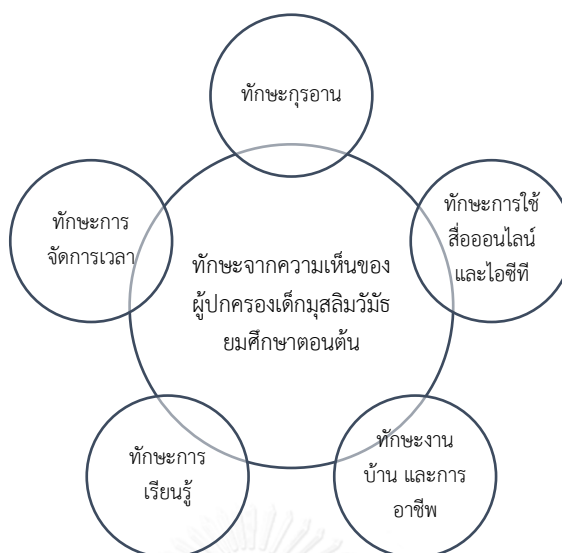 ทักษะกุรอาน
ทักษะการใช้
สื่อออนไลน์
และไอซีที
ทักษะการ
จัดการเวลา
ทักษะจากความเห็นของ
ผู้ปกครองเด็กมุสลิมวัมัธ
ยมศึกษาตอนต้น
ทักษะงาน
บ้าน และการ
อาชีพ
ทักษะการ
เรียนรู้